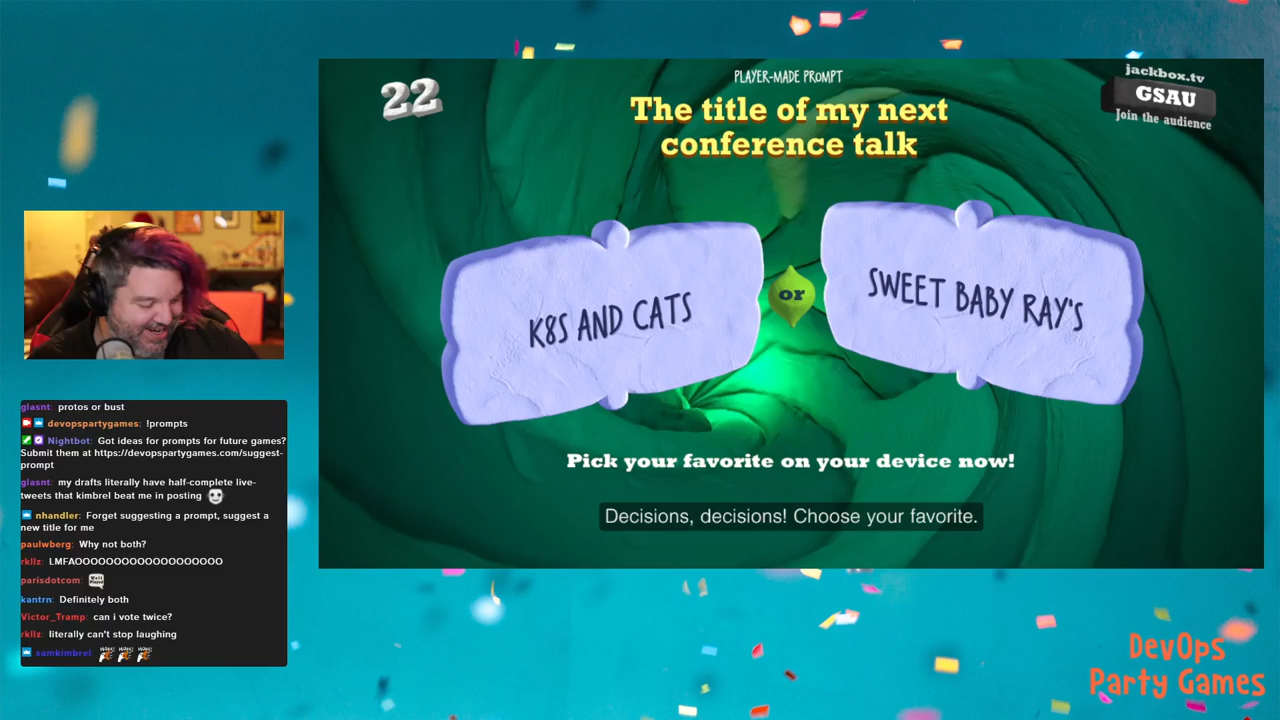 22
PLAYER-MADE PROMPT
The title of my next
conference talk
jackbox.tv
GSAU
Join the audience
K8S AND CATS
or
SWEET BABY RAY'S
Pick your favorite on your device now!
Decisions, decisions! Choose your favorite.
glasnt: protos or bust
devopspartygames: !prompts
Nightbot: Got ideas for prompts for future games?
Submit them at https://devopspartygames.com/suggest-
prompt
glasnt: my drafts literally have half-complete live-
tweets that kimbrel beat me in posting
nhandler: Forget suggesting a prompt, suggest a
new title for me
paulwberg: Why not both?
rkllz: LMFAOOOOOOOOOOOOOOOOOOO
parisdotcom:
kantrn: Definitely both
Victor_Tramp: can i vote twice?
rkllz: literally can't stop laughing
samkimbrel:
DevOps
Party Games